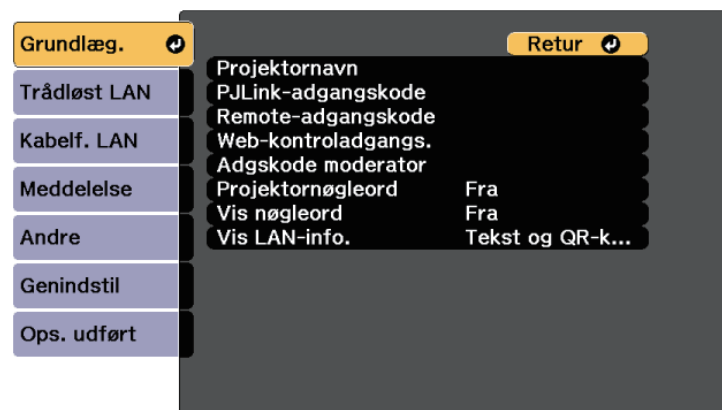 Grundlæg.
Trådløst LAN
Kabelf. LAN
Meddelelse
Andre
Genindstil
Ops. udført
Retur
Projektornavn
PJLink-adgangskode
Remote-adgangskode
Web-kontroladgangs.
Adgskode moderator
Projektornøgleord Fra
Vis nøgleord Fra
Vis LAN-info. Tekst og QR-k...